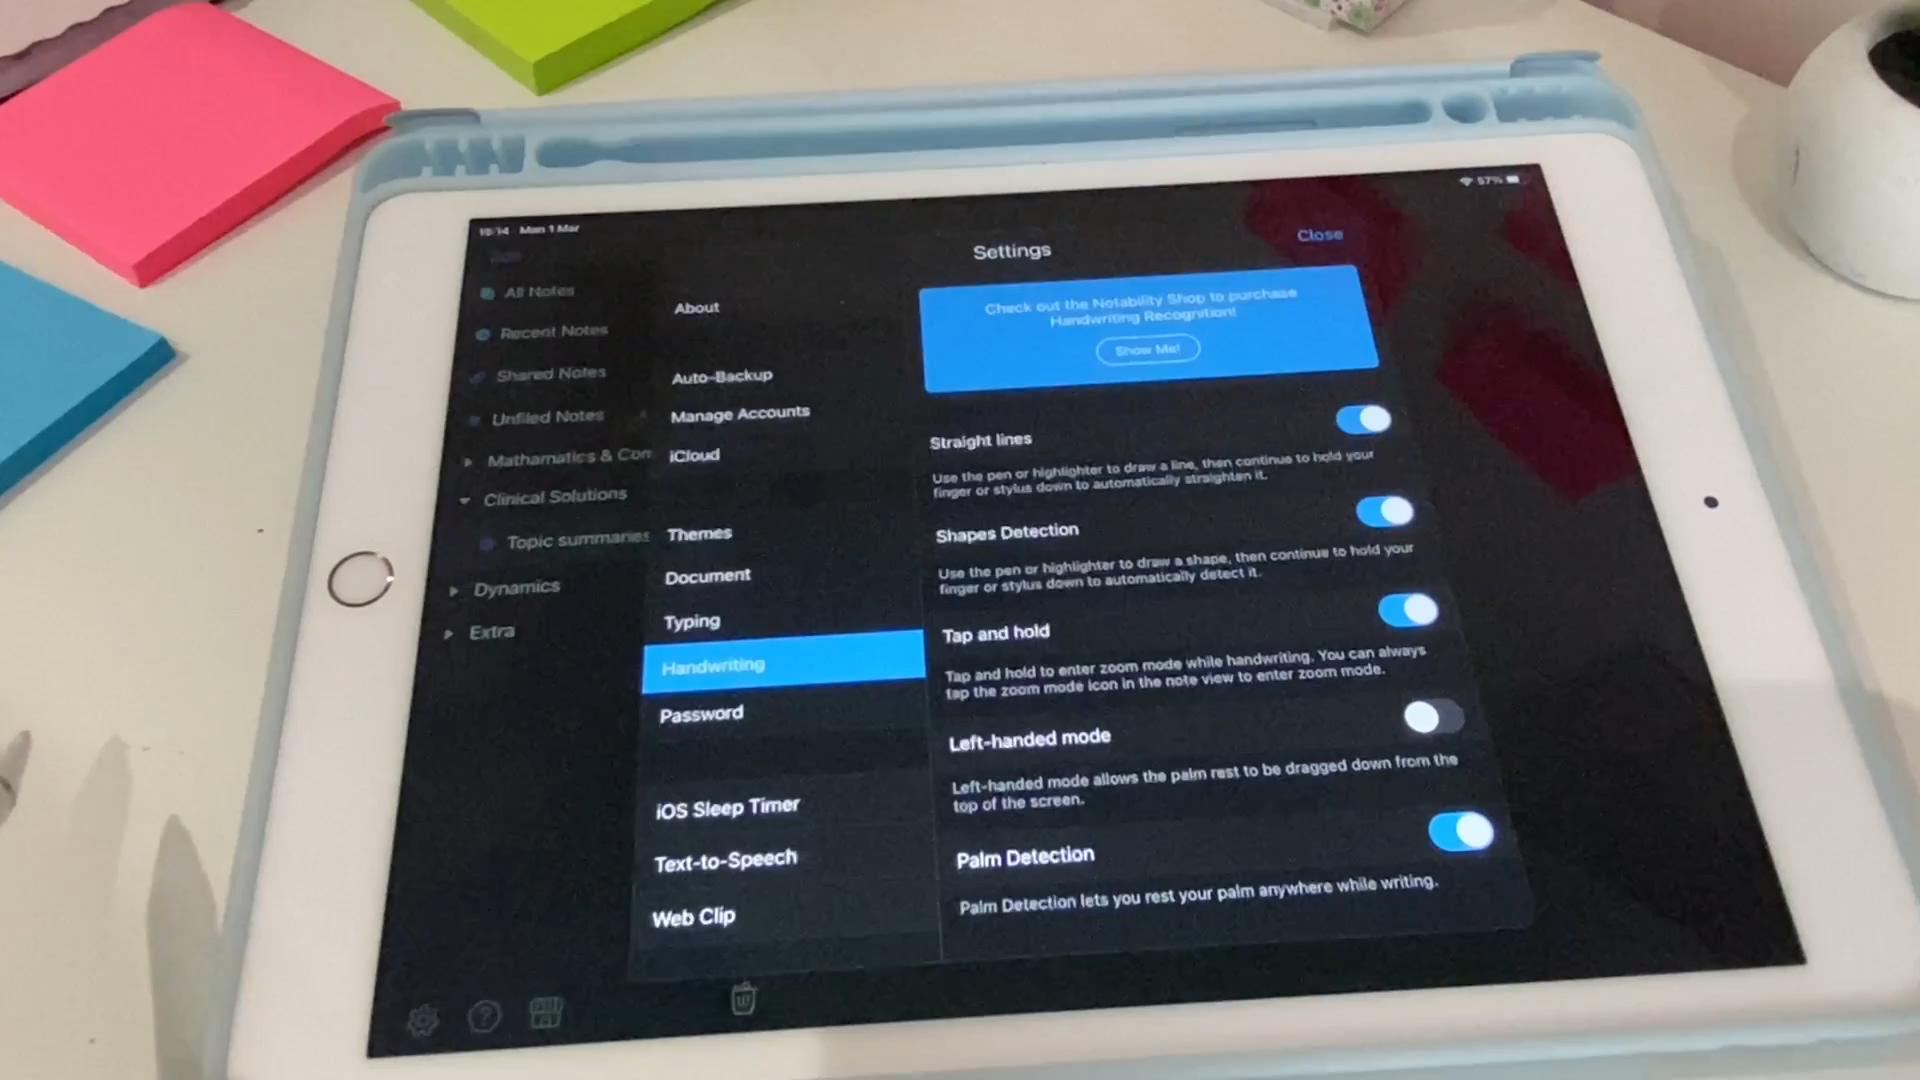 Mon 1 Mar
57%
Edit
All Notes
Recent Notes
Shared Notes
Unfiled Notes
Mathamatics & Com
Clinical Solutions
Topic summaries
Dynamics
Extra
Settings
Close
About
Auto-Backup
Manage Accounts
iCloud
Themes
Document
Typing
Handwriting
Password
iOS Sleep Timer
Text-to-Speech
Web Clip
Check out the Notability Shop to purchase
Handwriting Recognition!
Show Me!
Straight lines
Use the pen or highlighter to draw a line, then continue to hold your
finger or stylus down to automatically straighten it.
Shapes Detection
Use the pen or highlighter to draw a shape, then continue to hold your
finger or stylus down to automatically detect it.
Tap and hold
Tap and hold to enter zoom mode while handwriting. You can always
tap the zoom mode icon in the note view to enter zoom mode.
Left-handed mode
Left-handed mode allows the palm rest to be dragged down from the
top of the screen.
Palm Detection
Palm Detection lets you rest your palm anywhere while writing.